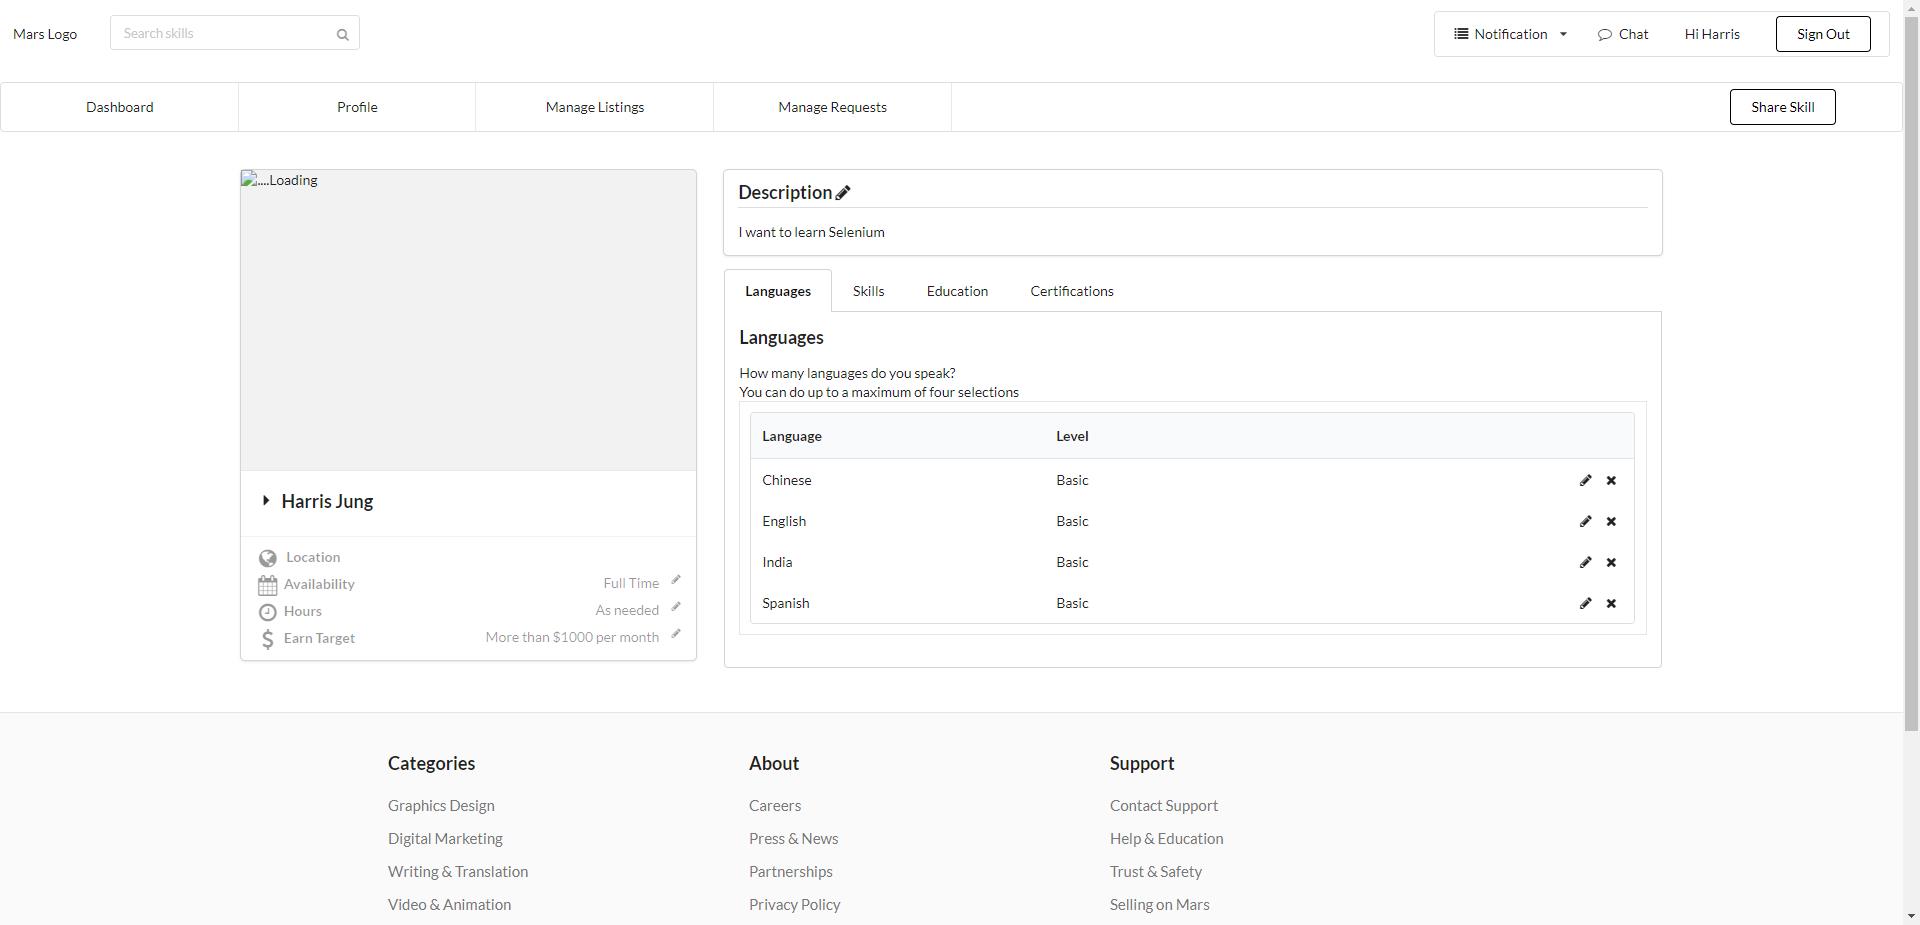 Mars Logo
Search skills
Notification
Chat
Hi Harris
Sign Out
Dashboard
Profile
Manage Listings
Manage Requests
Share Skill
....Loading
Harris Jung
Location
Availability
Full Time
Hours
As needed
Earn Target
More than $1000 per month
Description
I want to learn Selenium
Languages
Skills
Education
Certifications
Languages
How many languages do you speak?
You can do up to a maximum of four selections
Language Level
Chinese Basic
English Basic
India Basic
Spanish Basic
Categories
Graphics Design
Digital Marketing
Writing & Translation
Video & Animation
About
Careers
Press & News
Partnerships
Privacy Policy
Support
Contact Support
Help & Education
Trust & Safety
Selling on Mars